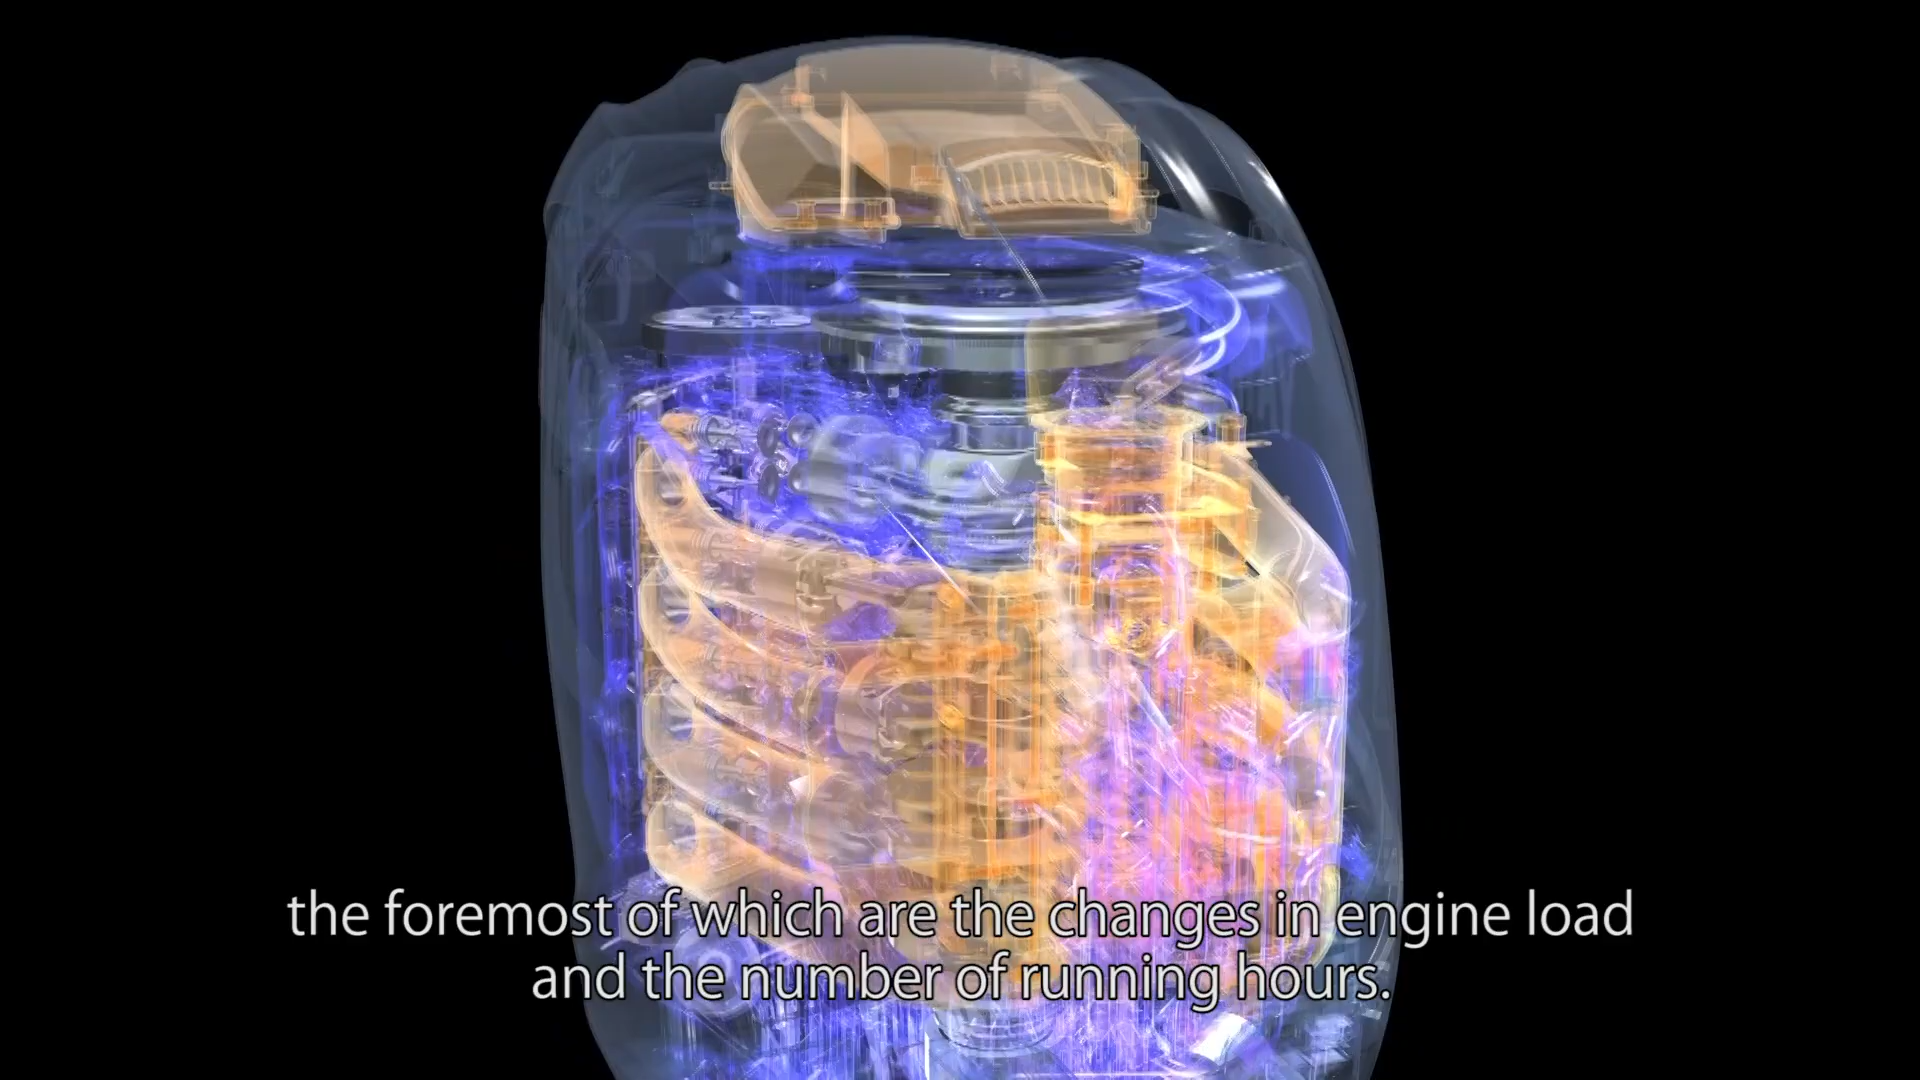 the foremost of which are the changes in engine load
and the number of running hours.